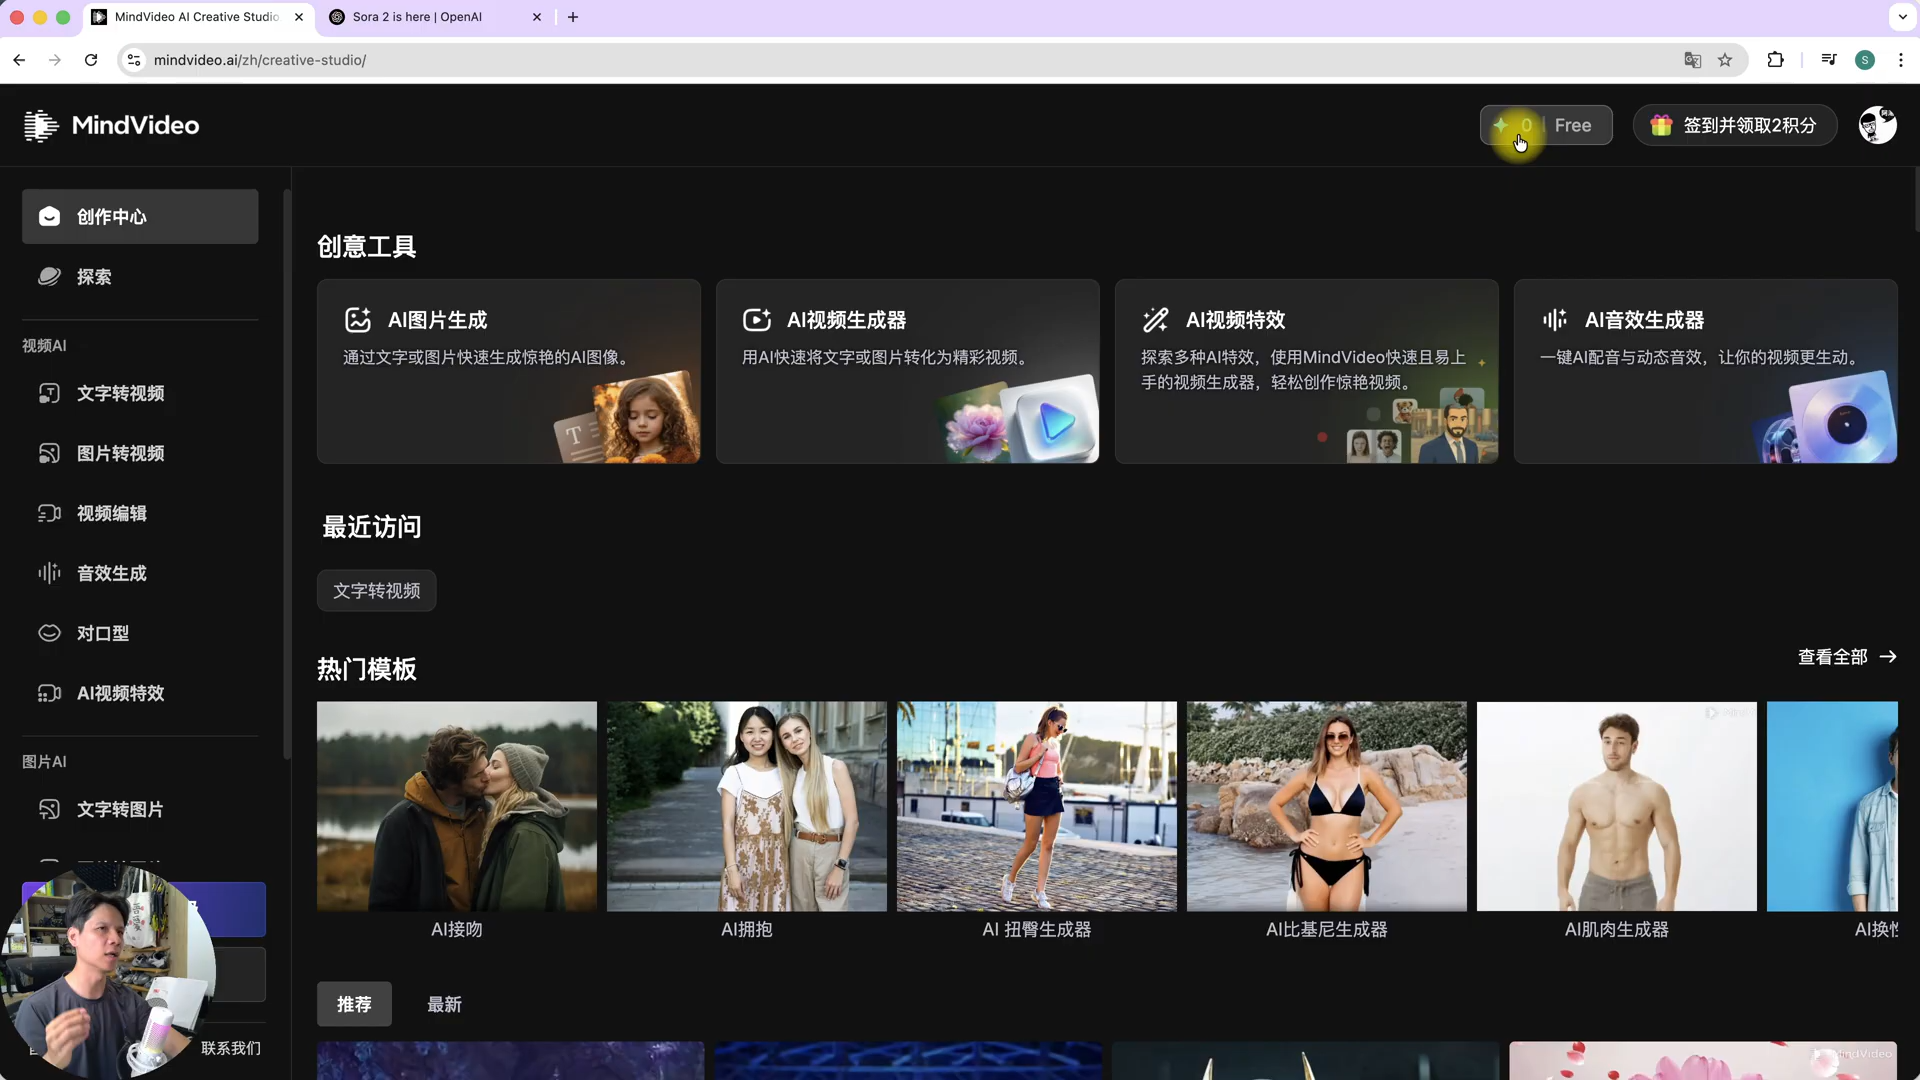 MindVideo AI Creative Studio
Sora 2 is here | OpenAI
mindvideo.ai/zh/creative-studio/
S
MindVideo
0 | Free
签到并领取2积分
创作中心
探索
视频AI
文字转视频
图片转视频
视频编辑
音效生成
对口型
AI视频特效
图片AI
文字转图片
联系我们
创意工具
AI图片生成
通过文字或图片快速生成惊艳的AI图像。
AI视频生成器
用AI快速将文字或图片转化为精彩视频。
AI视频特效
探索多种AI特效，使用MindVideo快速且易上
手的视频生成器，轻松创作惊艳视频。
AI音效生成器
一键AI配音与动态音效，让你的视频更生动。
T
最近访问
文字转视频
热门模板
查看全部
AI接吻
AI拥抱
AI 扭臀生成器
AI比基尼生成器
AI肌肉生成器
AI换
推荐
最新
MindVideo